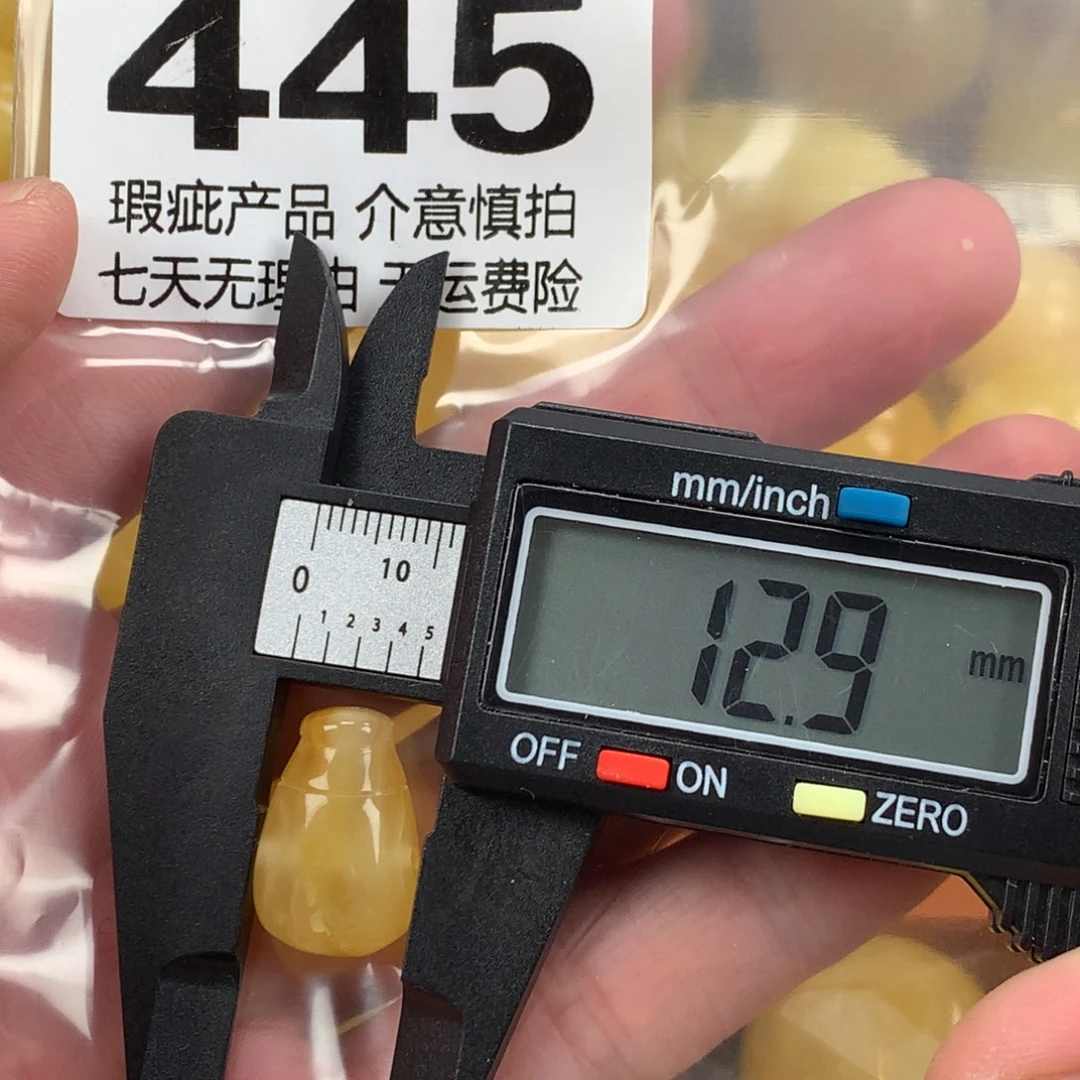 445
瑕疵产品 介意慎拍
七天无理由 无运费险
mm/inch
0 10
1 2 3 4 5
12.9 mm
OFF ON ZERO